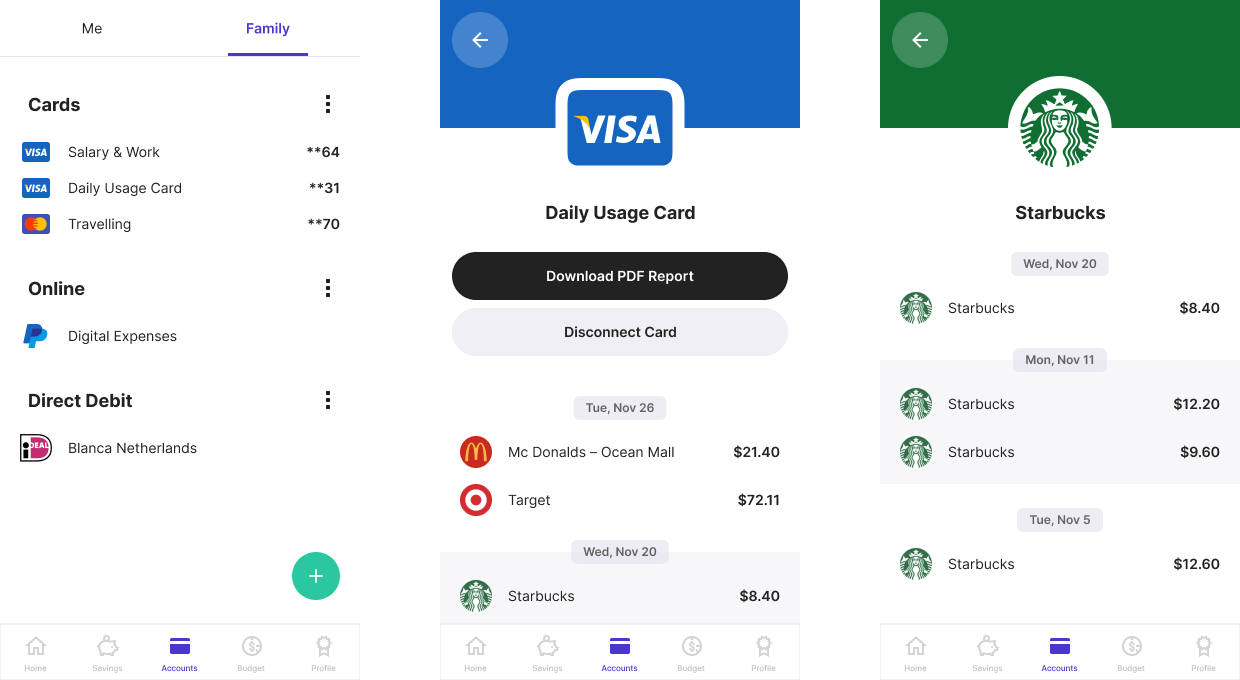 Me Family
Cards
VISA Salary & Work **64
VISA Daily Usage Card **31
Travelling **70
Online
Digital Expenses
Direct Debit
iDEAL Blanca Netherlands
Home Savings Accounts Budget Profile
VISA
Daily Usage Card
Download PDF Report
Disconnect Card
Tue, Nov 26
Mc Donalds – Ocean Mall $21.40
Target $72.11
Wed, Nov 20
Starbucks $8.40
Home Savings Accounts Budget Profile
Starbucks
Wed, Nov 20
Starbucks $8.40
Mon, Nov 11
Starbucks $12.20
Starbucks $9.60
Tue, Nov 5
Starbucks $12.60
Home Savings Accounts Budget Profile